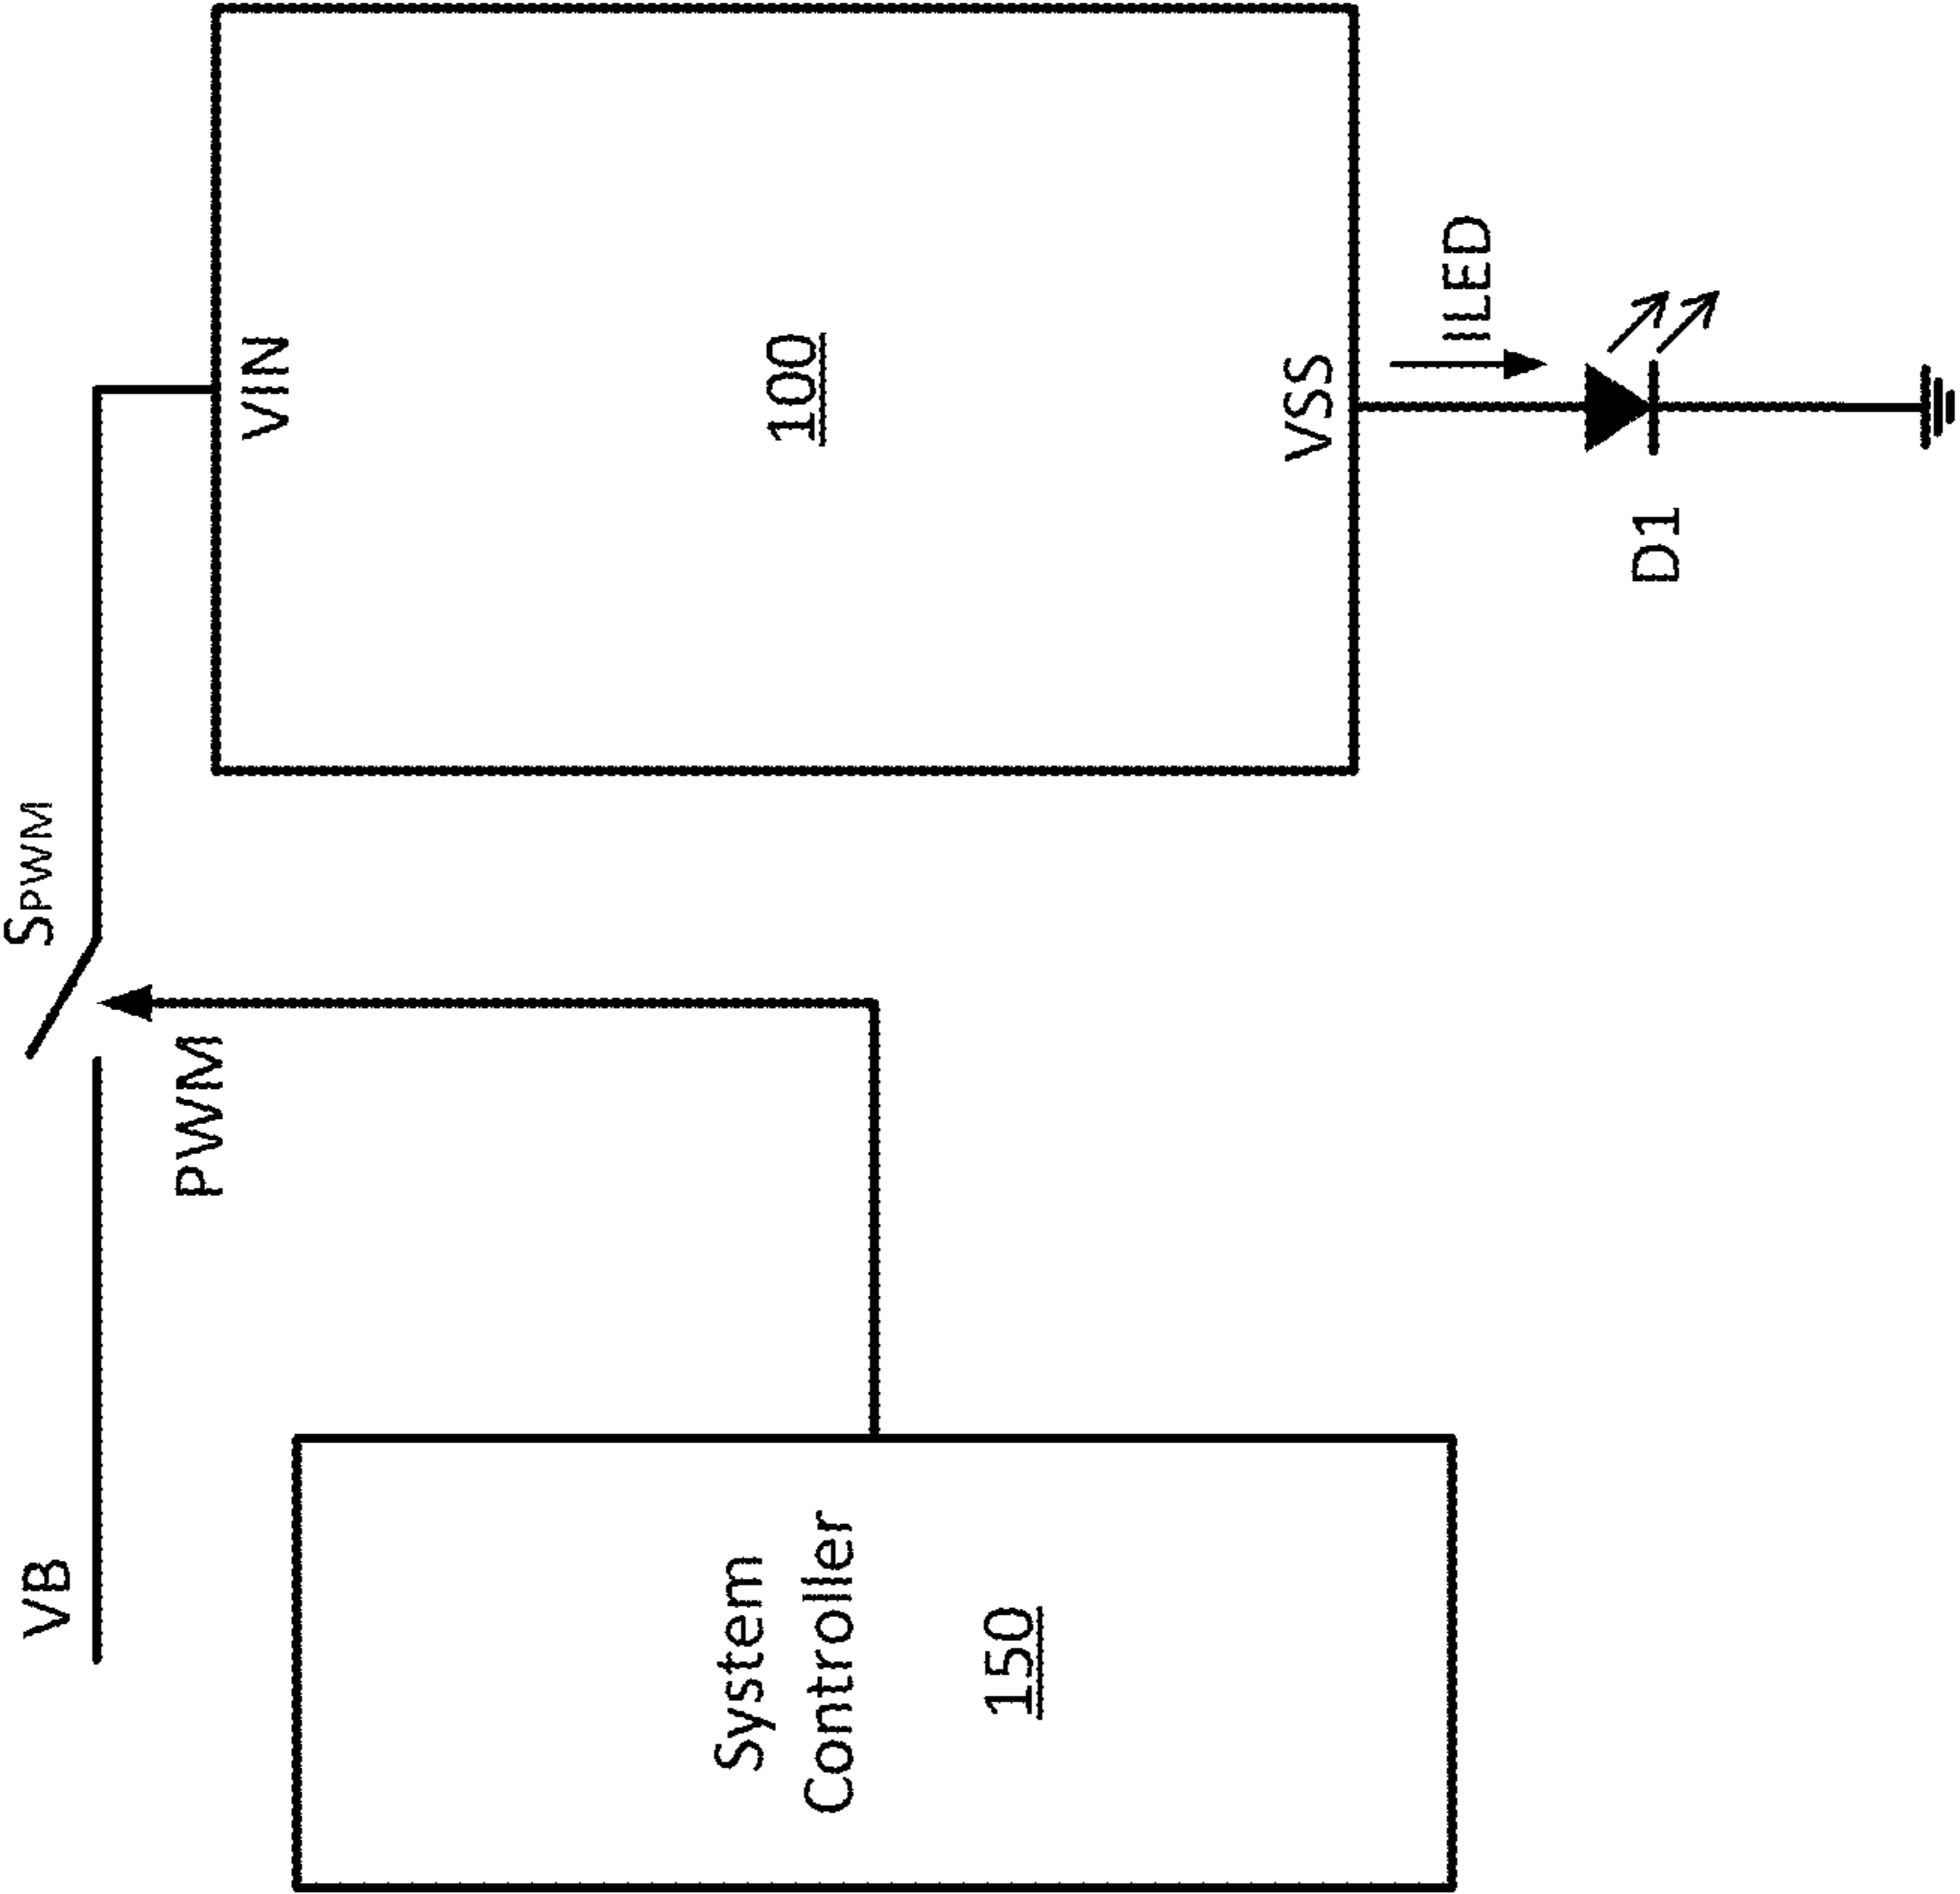 VB
SPWM
PWM
VIN
100
System
Controller
150
VSS
ILED
D1